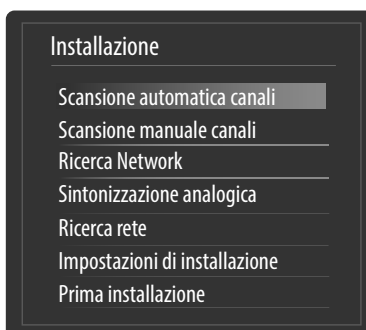 Installazione
Scansione automatica canali
Scansione manuale canali
Ricerca Network
Sintonizzazione analogica
Ricerca rete
Impostazioni di installazione
Prima installazione